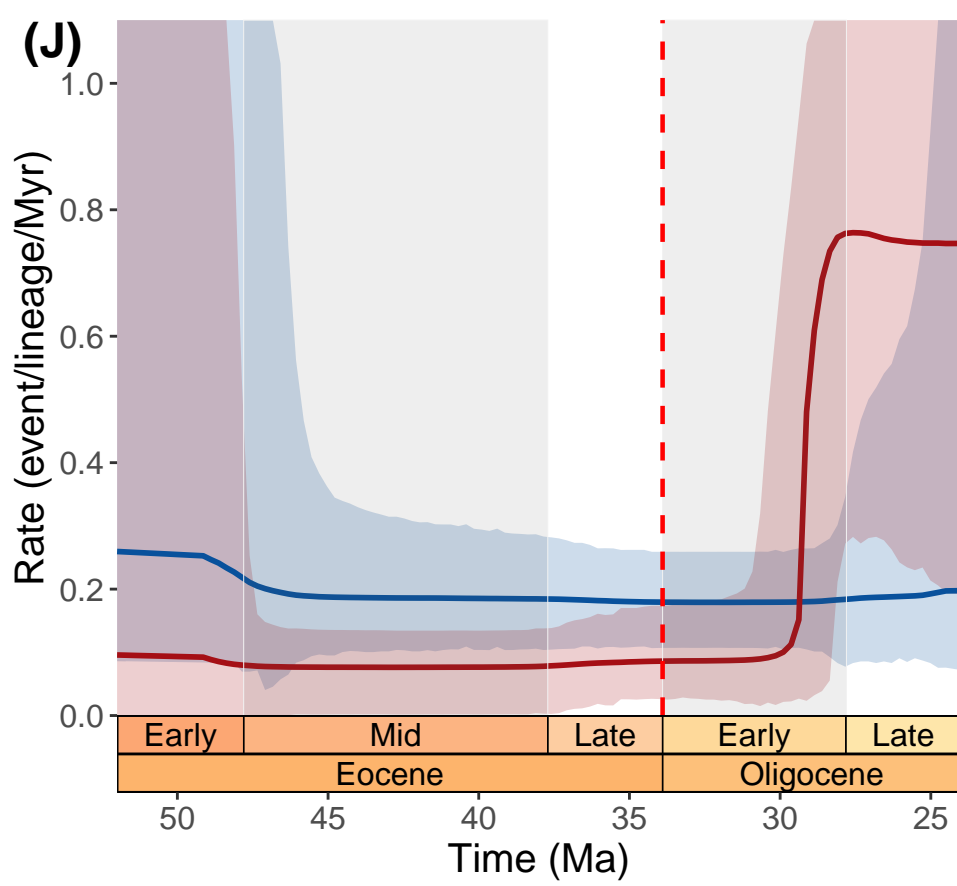 (J)
Rate (event/lineage/Myr)
1.0
0.8
0.6
0.4
0.2
0.0
Early Mid Late Early Late
Eocene Oligocene
50 45 40 35 30 25
Time (Ma)